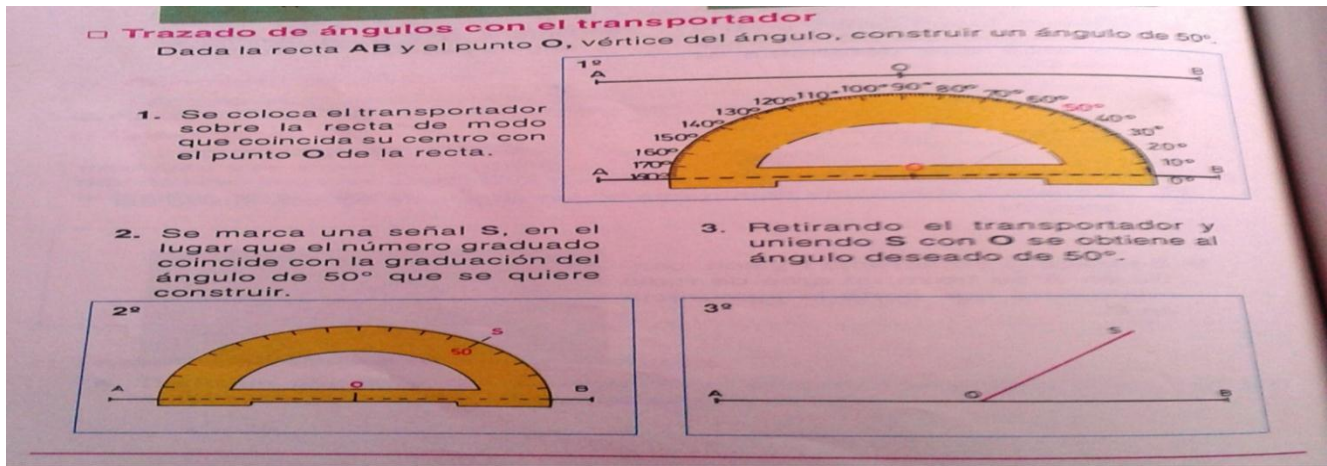 □ Trazado de ángulos con el transportador
Dada la recta AB y el punto O, vértice del ángulo, construir un ángulo de 50°.
1. Se coloca el transportador
sobre la recta de modo
que coincida su centro con
el punto O de la recta.
1º
A O B
180° 170° 160° 150° 140° 130° 120° 110° 100° 90° 80° 70° 60° 50° 40° 30° 20° 10° 0°
A O B
2. Se marca una señal S, en el
lugar que el número graduado
coincide con la graduación del
ángulo de 50° que se quiere
construir.
3. Retirando el transportador y
uniendo S con O se obtiene al
ángulo deseado de 50°.
2º
S
50
A O B
3º
S
A O B